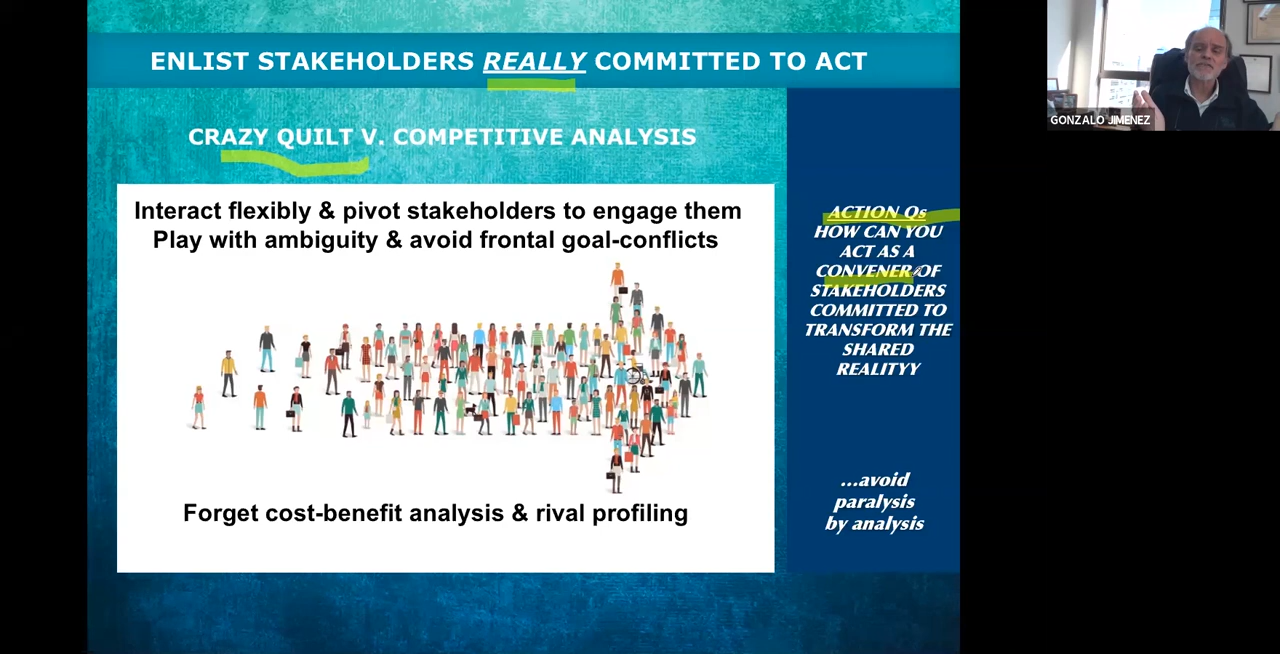 ENLIST STAKEHOLDERS REALLY COMMITTED TO ACT
CRAZY QUILT V. COMPETITIVE ANALYSIS
Interact flexibly & pivot stakeholders to engage them
Play with ambiguity & avoid frontal goal-conflicts
Forget cost-benefit analysis & rival profiling
ACTION Qs
HOW CAN YOU
ACT AS A
CONVENER OF
STAKEHOLDERS
COMMITTED TO
TRANSFORM THE
SHARED
REALITYY
...avoid
paralysis
by analysis
GONZALO JIMENEZ